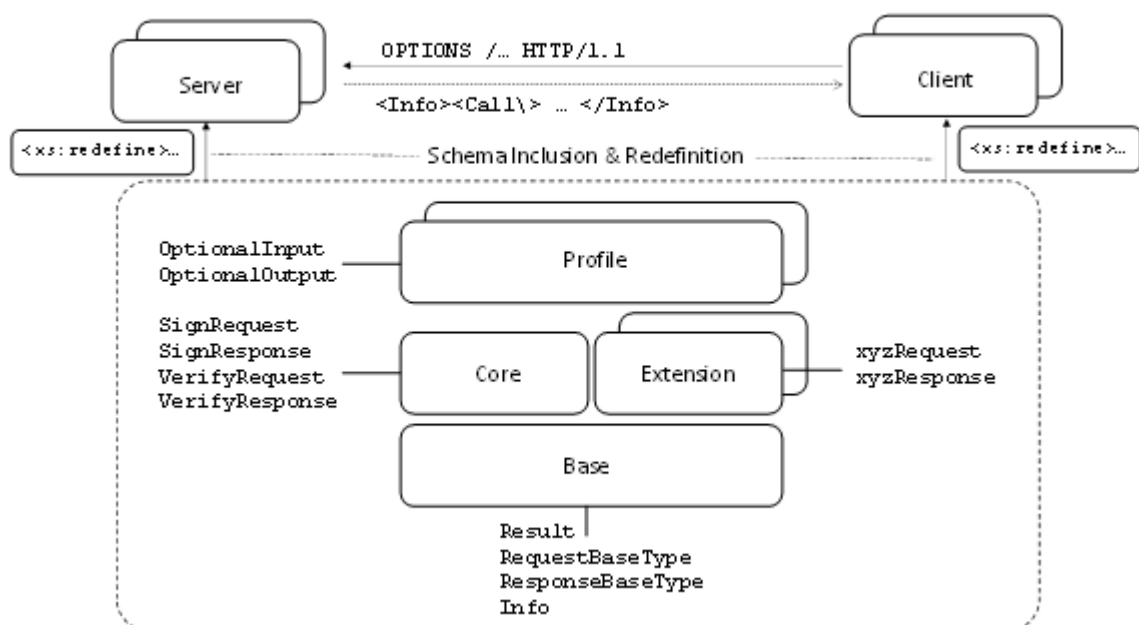 OPTIONS /… HTTP/1.1
Server
Client
<Info><Call\> … </Info>
<xs:redefine>…
Schema Inclusion & Redefinition
<xs:redefine>…
OptionalInput
OptionalOutput
Profile
SignRequest
SignResponse
VerifyRequest
VerifyResponse
Core
Extension
xyzRequest
xyzResponse
Base
Result
RequestBaseType
ResponseBaseType
Info